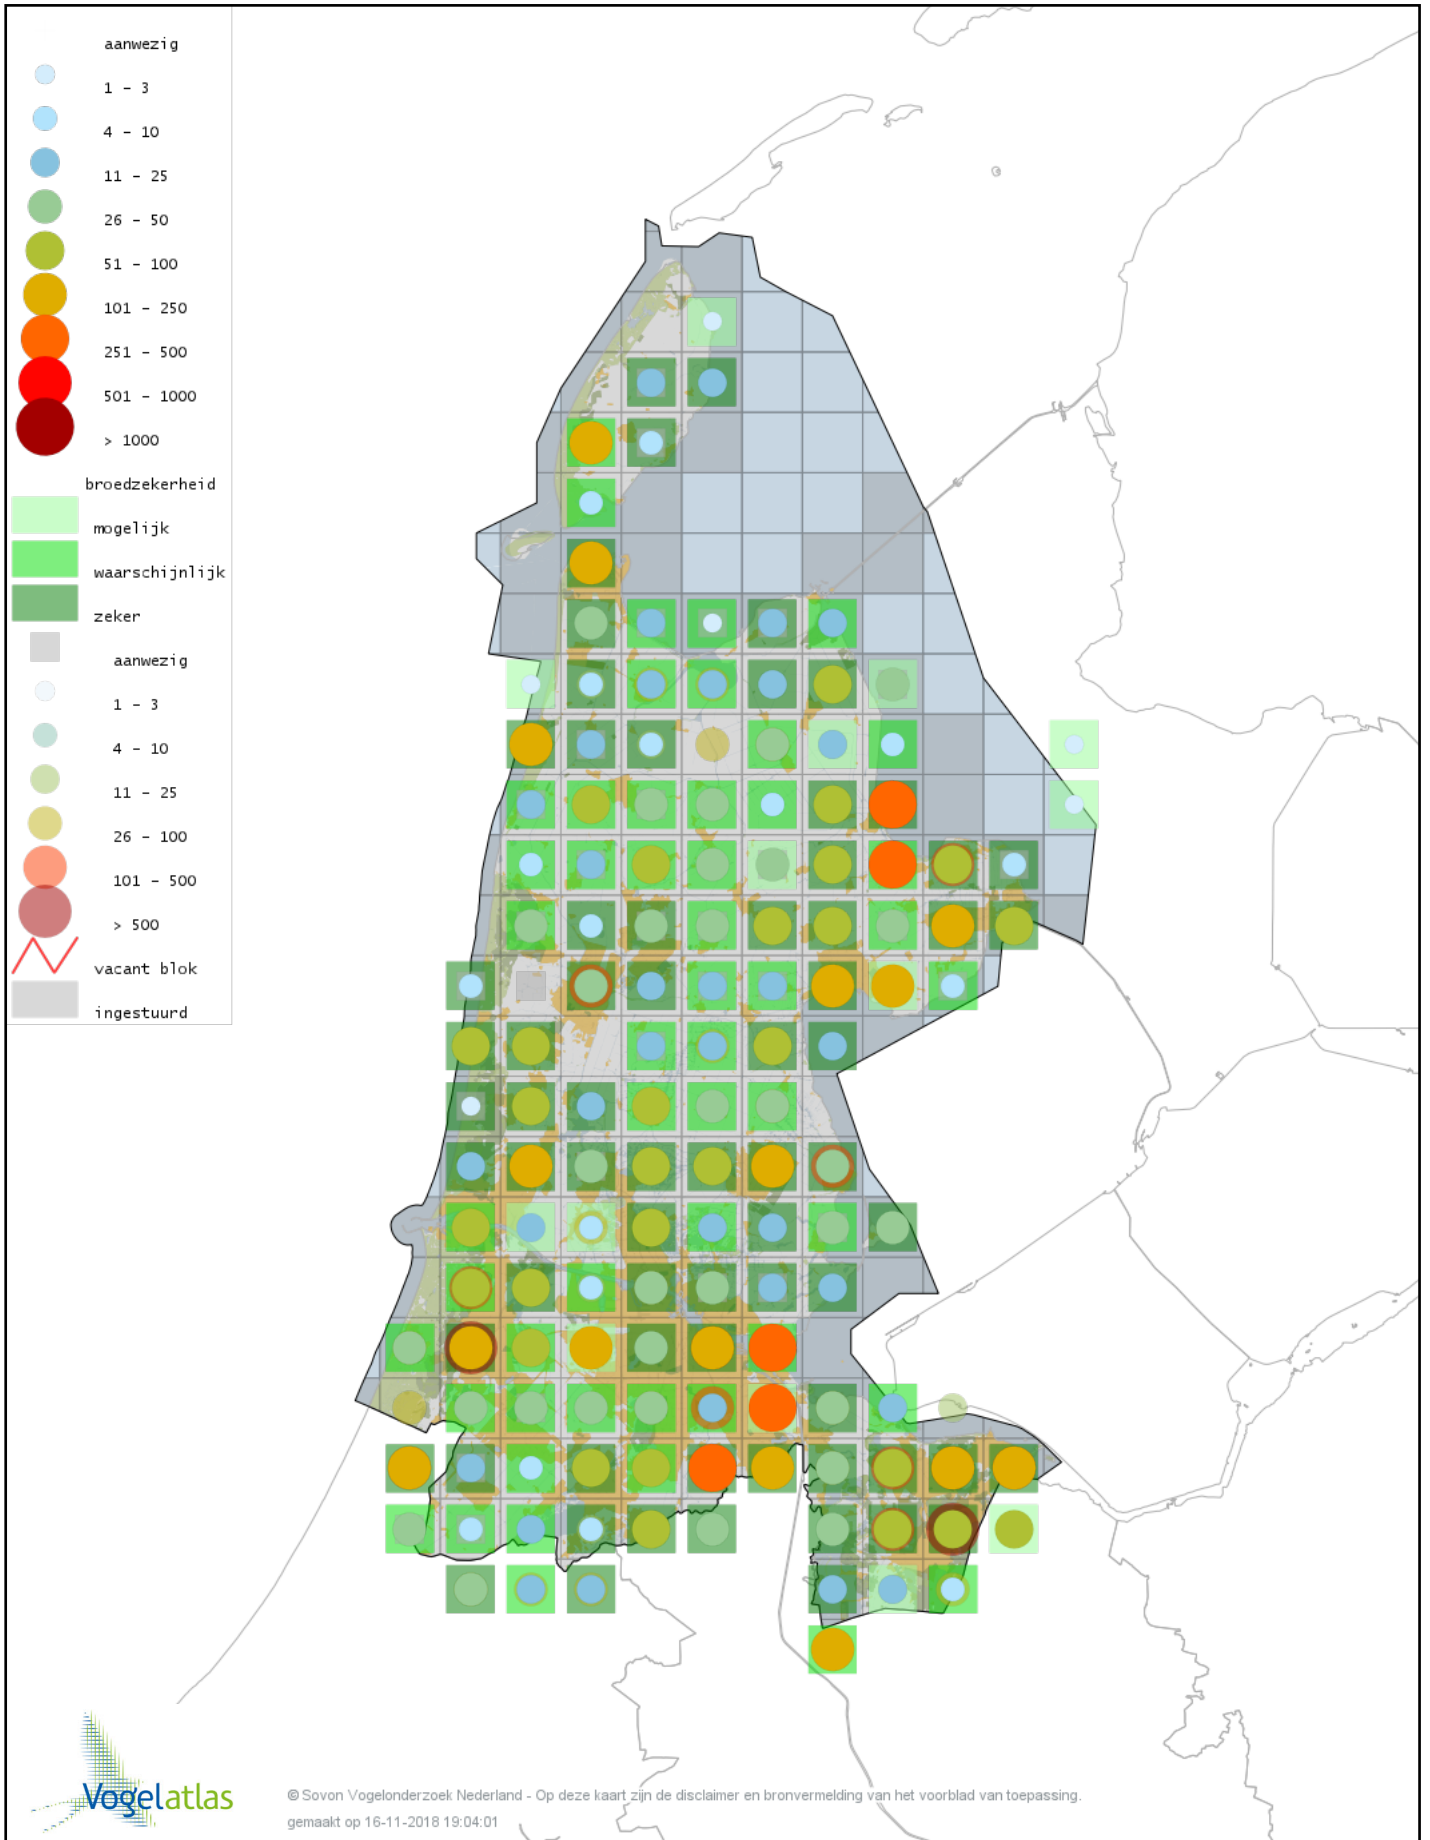 aanwezig
1 - 3
4 - 10
11 - 25
26 - 50
51 - 100
101 - 250
251 - 500
501 - 1000
> 1000
broedzekerheid
mogelijk
waarschijnlijk
zeker
aanwezig
1 - 3
4 - 10
11 - 25
26 - 100
101 - 500
> 500
vacant blok
ingestuurd
Vogelatlas
© Sovon Vogelonderzoek Nederland - Op deze kaart zijn de disclaimer en bronvermelding van het voorblad van toepassing.
gemaakt op 16-11-2018 19:04:01